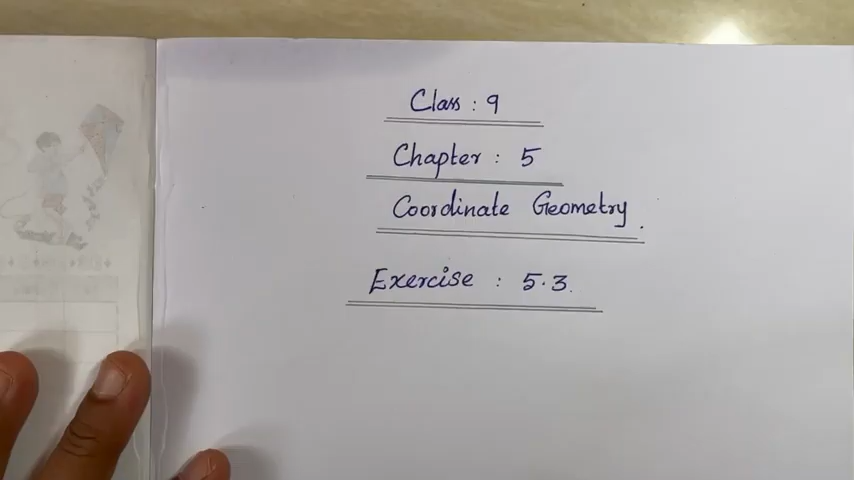 Class : 9
Chapter : 5
Coordinate Geometry.
Exercise : 5.3.